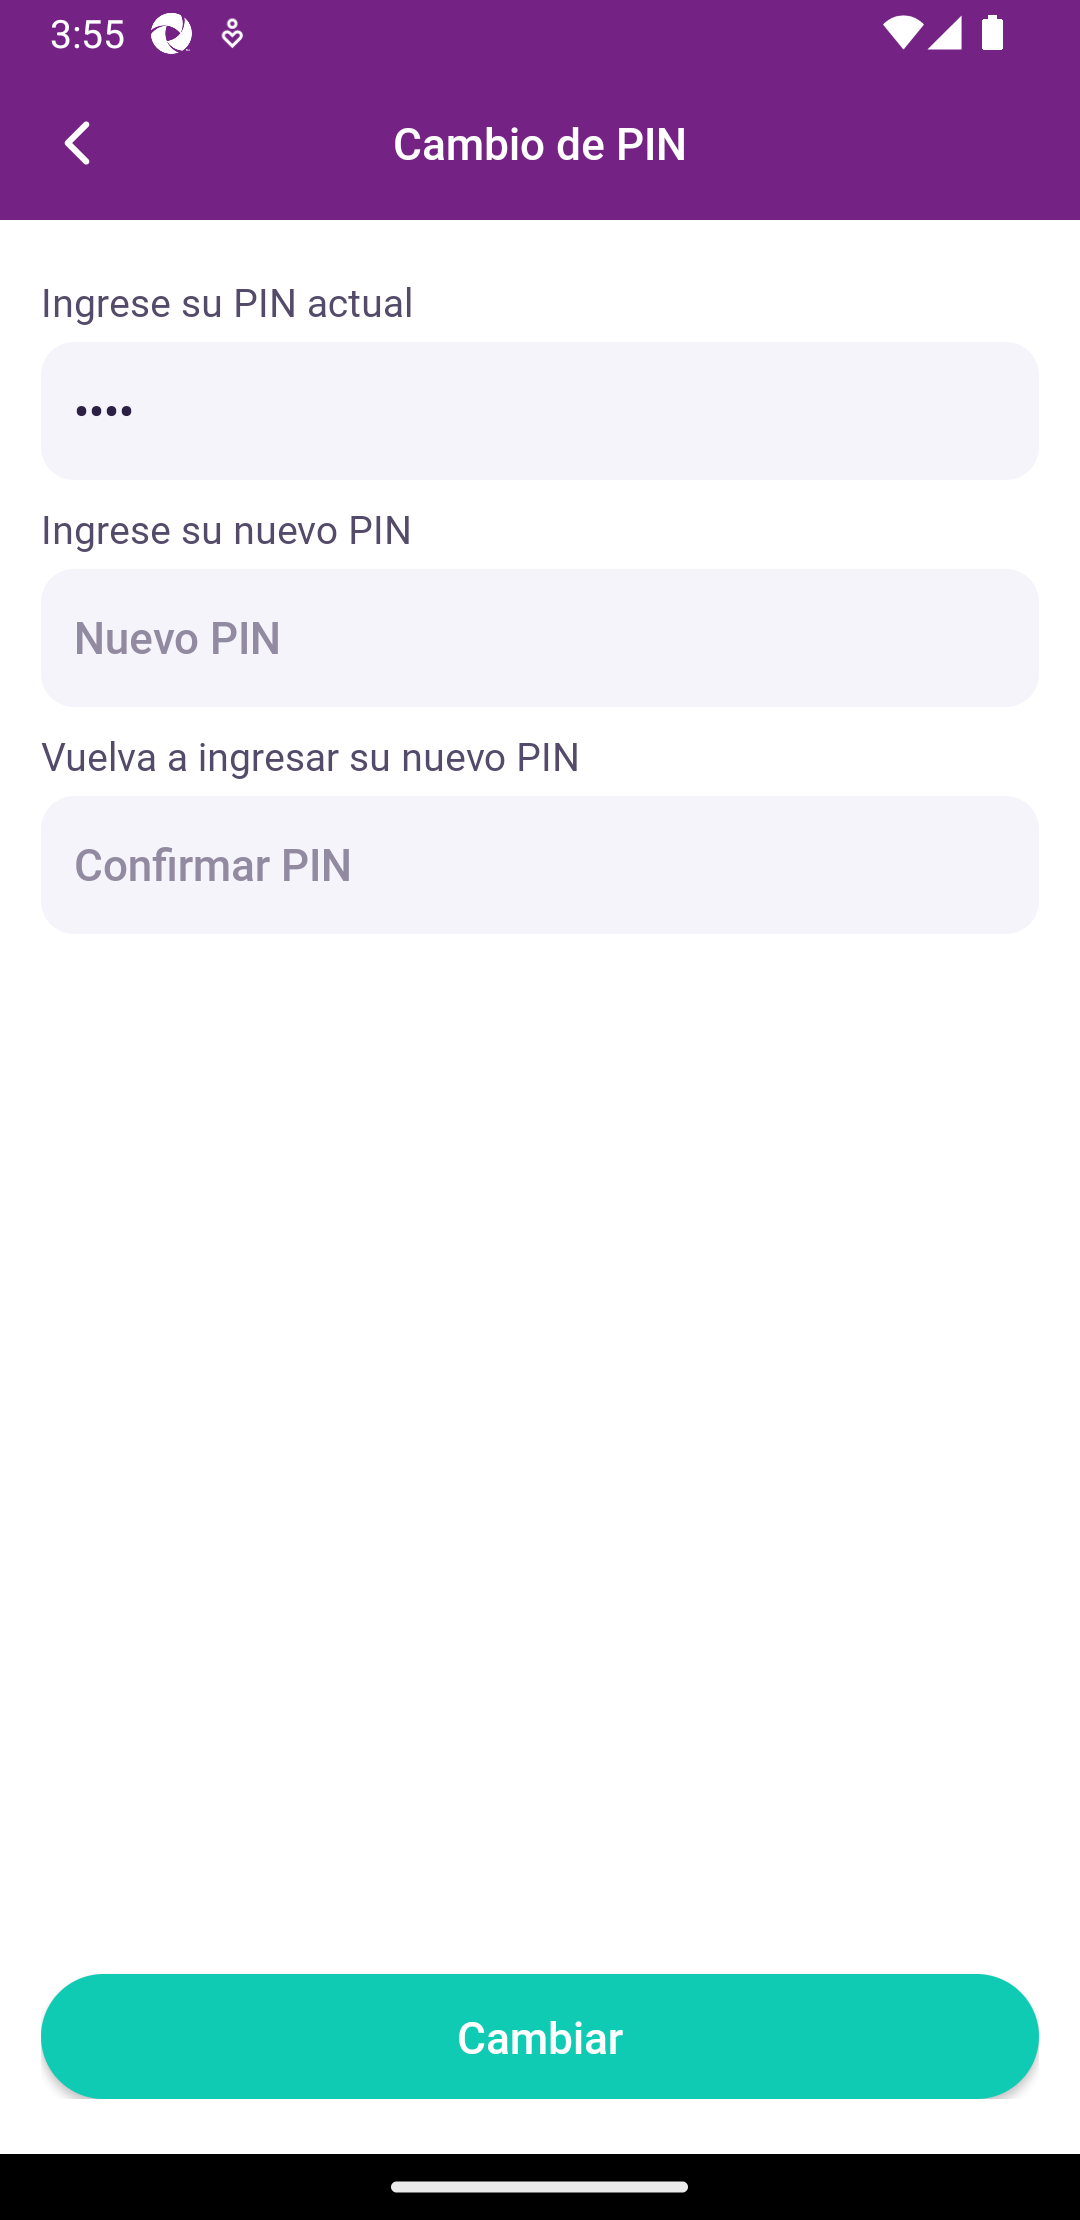 3:55
Cambio de PIN
Ingrese su PIN actual
••••
Ingrese su nuevo PIN
Nuevo PIN
Vuelva a ingresar su nuevo PIN
Confirmar PIN
Cambiar